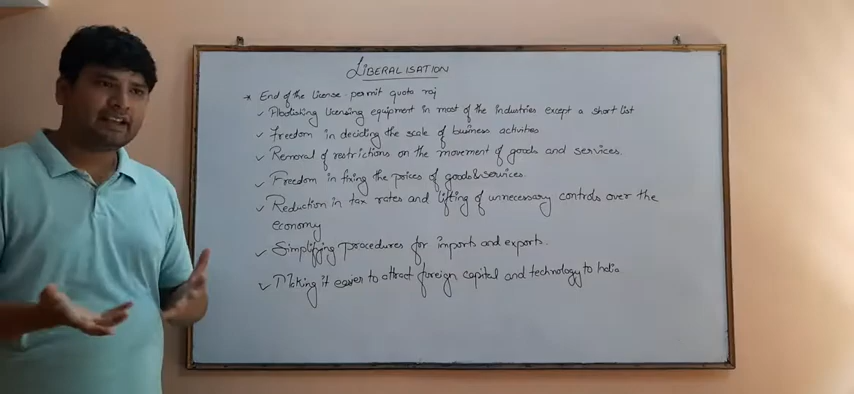 LIBERALISATION
* End of the License - permit quota raj
✓ Abolishing licensing equipment in most of the industries except a short list
✓ Freedom in deciding the scale of business activities
✓ Removal of restrictions on the movement of goods and services.
✓ Freedom in fixing the prices of goods & services.
✓ Reduction in tax rates and lifting of unnecessary controls over the
economy
✓ Simplifying procedures for imports and exports.
✓ Making it easier to attract foreign capital and technology to India